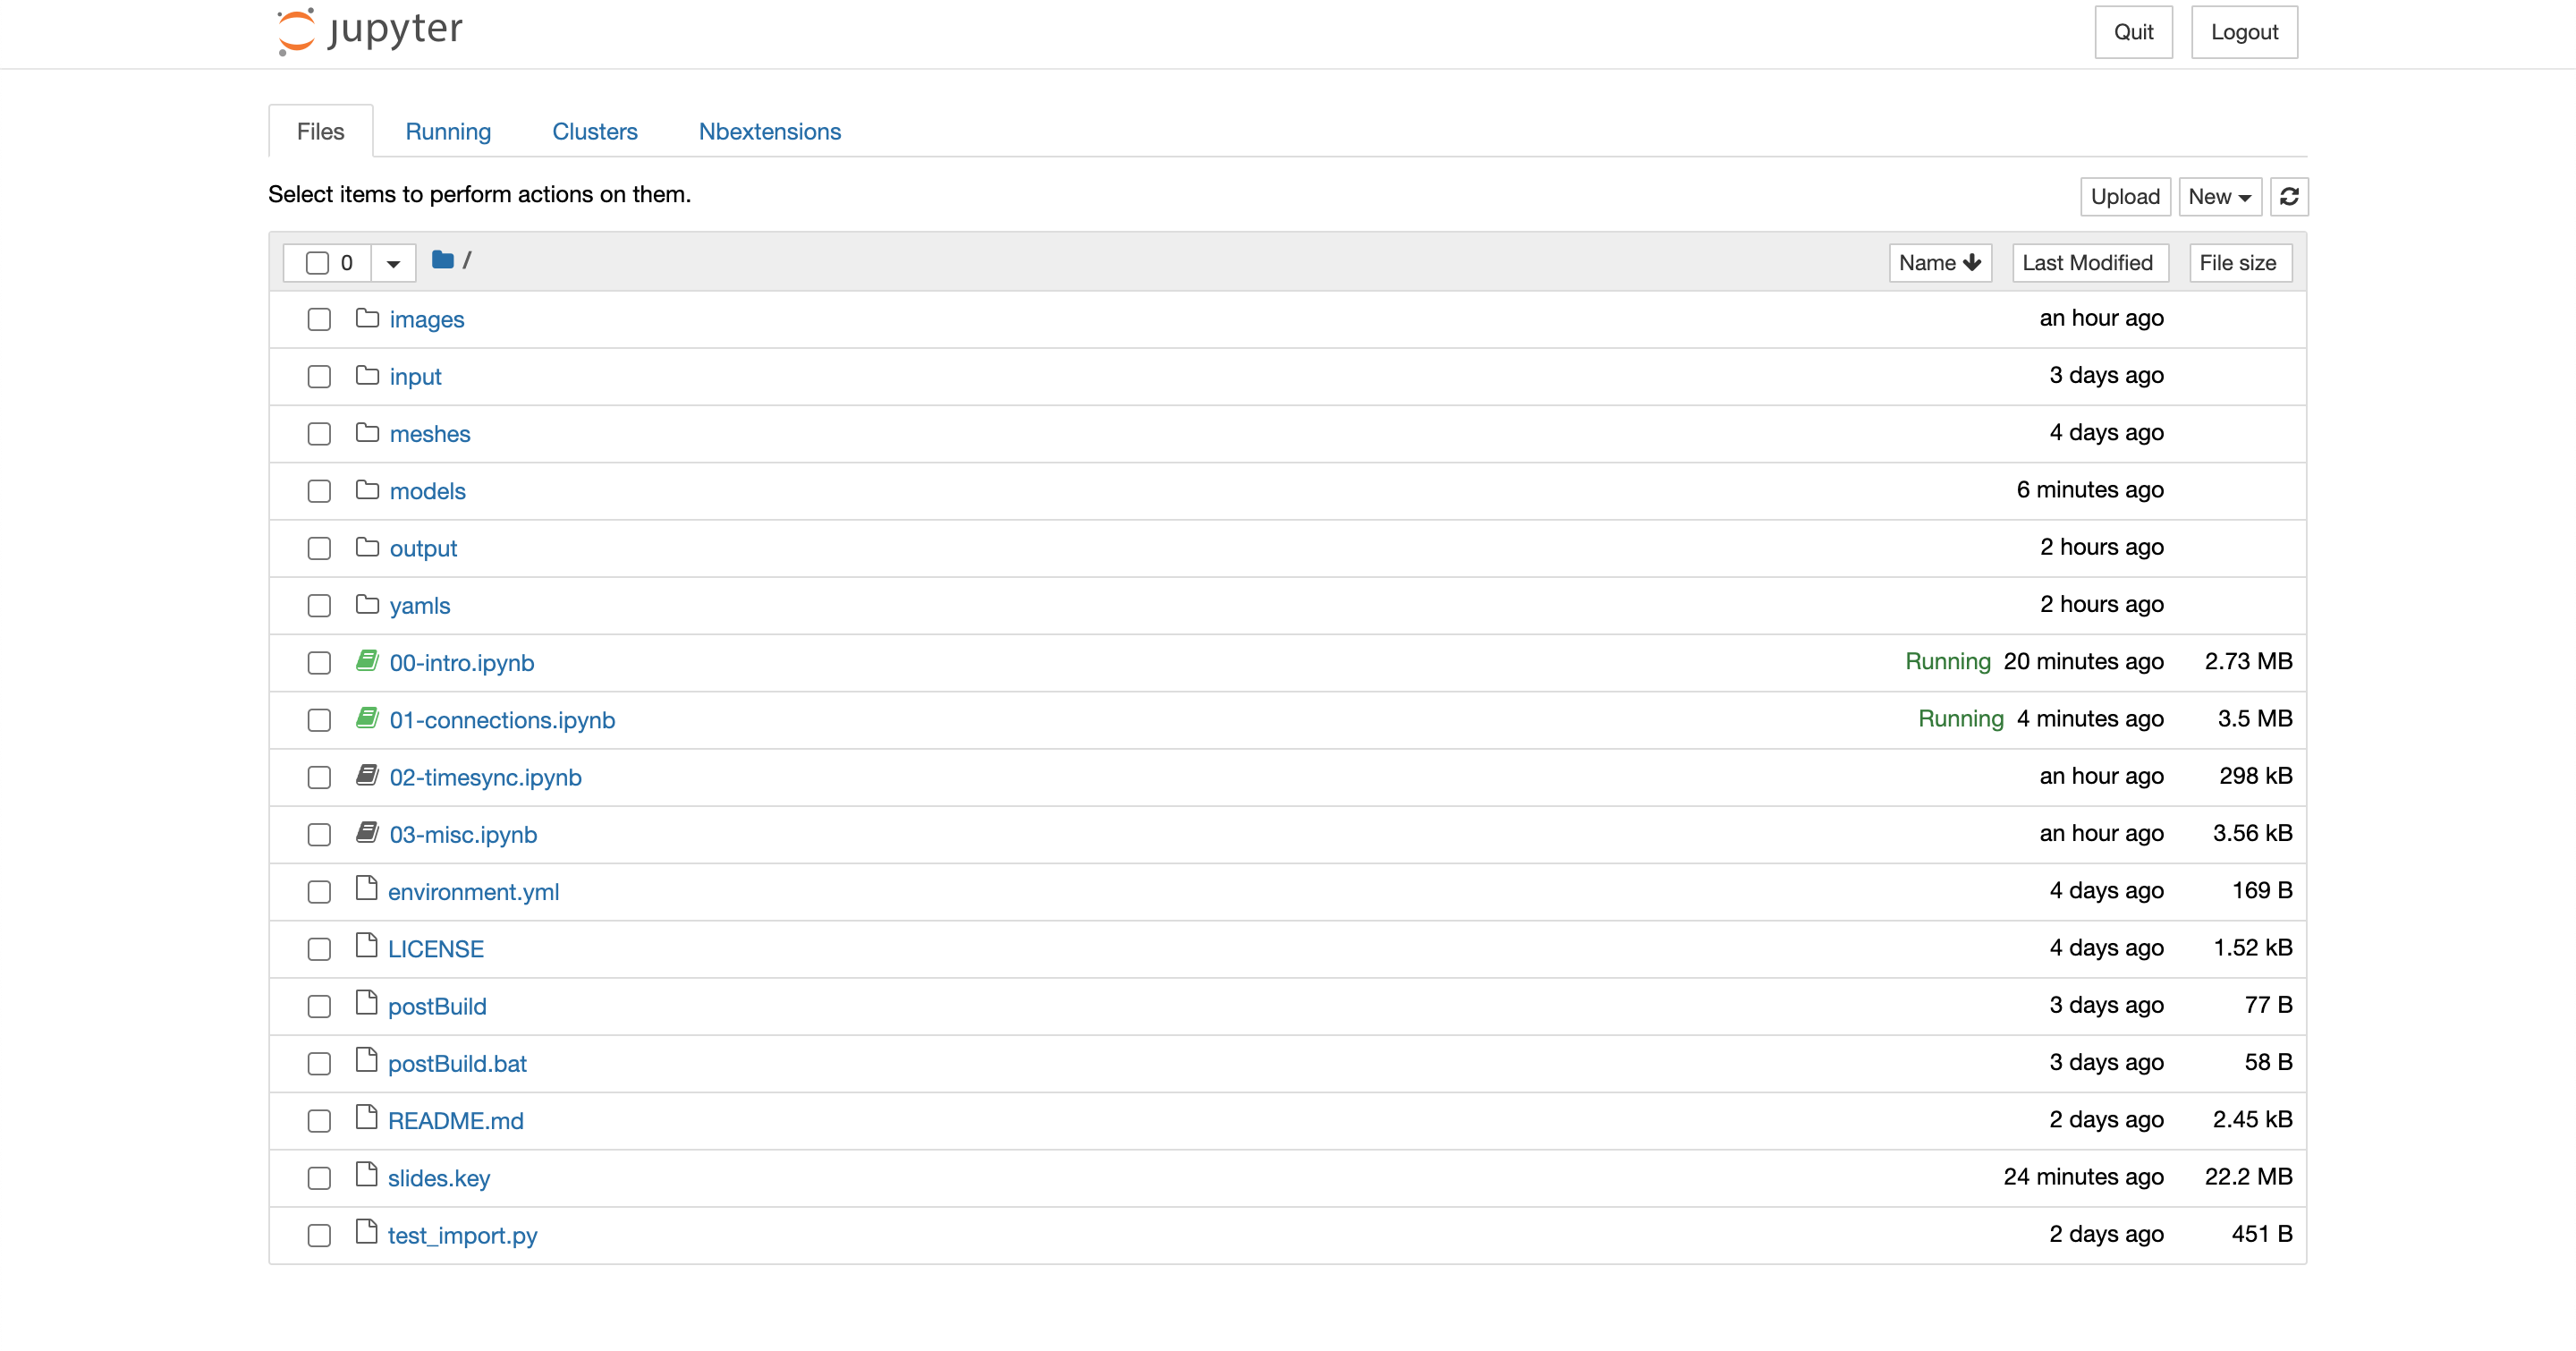 jupyter Quit Logout
Files Running Clusters Nbextensions
Select items to perform actions on them. Upload New
0 / Name Last Modified File size
images an hour ago
input 3 days ago
meshes 4 days ago
models 6 minutes ago
output 2 hours ago
yamls 2 hours ago
00-intro.ipynb Running 20 minutes ago 2.73 MB
01-connections.ipynb Running 4 minutes ago 3.5 MB
02-timesync.ipynb an hour ago 298 kB
03-misc.ipynb an hour ago 3.56 kB
environment.yml 4 days ago 169 B
LICENSE 4 days ago 1.52 kB
postBuild 3 days ago 77 B
postBuild.bat 3 days ago 58 B
README.md 2 days ago 2.45 kB
slides.key 24 minutes ago 22.2 MB
test_import.py 2 days ago 451 B